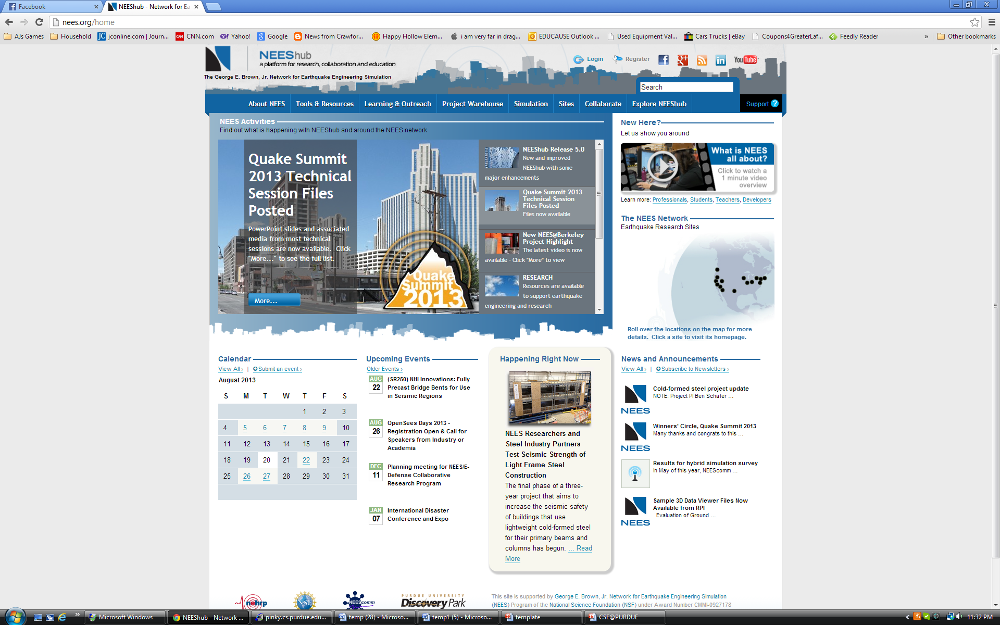 Facebook
NEEShub - Network for Ea
nees.org/home
AJs Games
Household
jconline.com | Journ...
CNN.com
Yahoo!
Google
News from Crawfor...
Happy Hollow Elem...
i am very far in drag...
EDUCAUSE Outlook ...
Used Equipment Val...
Cars Trucks | eBay
Coupons4GreaterLaf...
Feedly Reader
»
Other bookmarks
NEEShub
a platform for research, collaboration and education
The George E. Brown, Jr. Network for Earthquake Engineering Simulation
Login
Register
You Tube
Search
About NEES
Tools & Resources
Learning & Outreach
Project Warehouse
Simulation
Sites
Collaborate
Explore NEEShub
Support ?
NEES Activities
Find out what is happening with NEEShub and around the NEES network
Quake Summit
2013 Technical
Session Files
Posted
PowerPoint slides and associated
media from most technical
sessions are now available. Click
"More..." to see the full list.
More...
Quake
Summit
2013
RELEASE 5.0
NEEShub Release 5.0
New and improved
NEEShub with some
major enhancements
Quake Summit 2013
Technical Session
Files Posted
Files now available
New NEES@Berkeley
Project Highlight
The latest video is now
available - Click "More" to view
RESEARCH
Resources are available
to support earthquake
engineering and research
New Here?
Let us show you around
What is NEES
all about?
Click to watch a
1 minute video
overview
Learn more: Professionals, Students, Teachers, Developers
The NEES Network
Earthquake Research Sites
Roll over the locations on the map for more
details. Click a site to visit its homepage.
Calendar
View All › | Submit an event ›
August 2013
S M T W T F S
1 2 3
4 5 6 7 8 9 10
11 12 13 14 15 16 17
18 19 20 21 22 23 24
25 26 27 28 29 30 31
Upcoming Events
Older Events ›
AUG
22
(SR250) NHI Innovations: Fully
Precast Bridge Bents for Use
in Seismic Regions
AUG
26
OpenSees Days 2013 -
Registration Open & Call for
Speakers from Industry or
Academia
DEC
11
Planning meeting for NEES/E-
Defense Collaborative
Research Program
JAN
07
International Disaster
Conference and Expo
Happening Right Now
NEES Researchers and
Steel Industry Partners
Test Seismic Strength of
Light Frame Steel
Construction
The final phase of a three-
year project that aims to
increase the seismic safety
of buildings that use
lightweight cold-formed steel
for their primary beams and
columns has begun. ... Read
More
News and Announcements
View All › | Subscribe to Newsletters ›
NEES
Cold-formed steel project update
NOTE: Project PI Ben Schafer ...
NEES
Winners' Circle, Quake Summit 2013
Many thanks and congrats to this ...
Results for hybrid simulation survey
In May of this year, NEEScomm ...
NEES
Sample 3D Data Viewer Files Now
Available from RPI
Evaluation of Ground ...
nehrp
NSF
NEEScomm
PURDUE UNIVERSITY
Discovery Park
This site is supported by George E. Brown, Jr. Network for Earthquake Engineering Simulation
(NEES) Program of the National Science Foundation (NSF) under Award Number CMMI-0927178
»
Microsoft Windows
NEEShub - Network ...
pinky.cs.purdue.edu...
temp (28) - Microso...
temp1 (5) - Microso...
template
CSE@PURDUE
11:32 PM